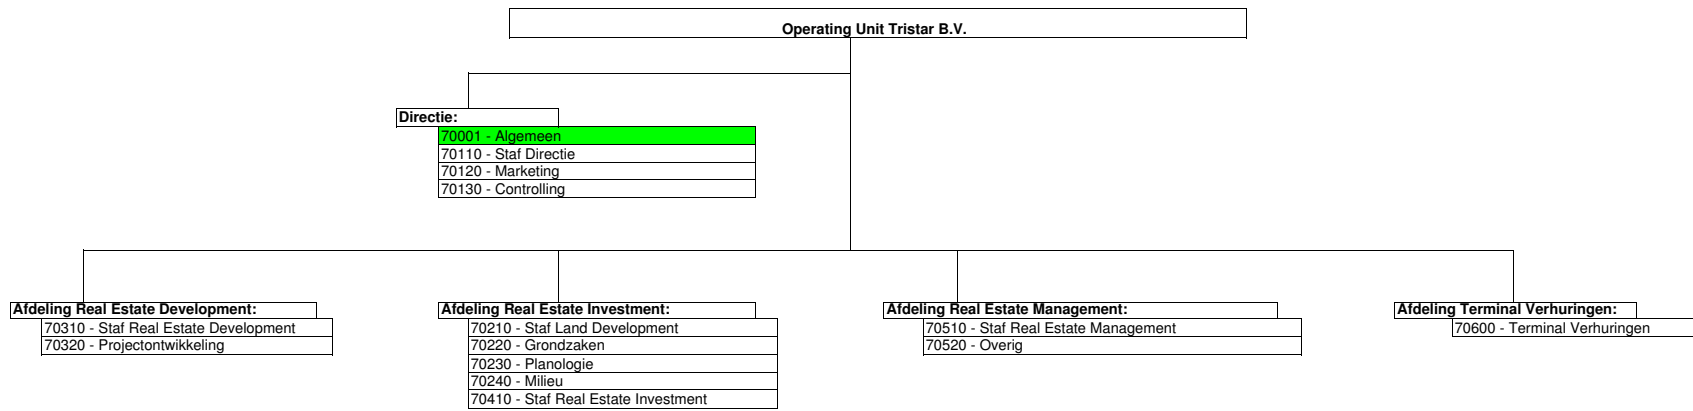 Operating Unit Tristar B.V.
Directie:
70001 - Algemeen
70110 - Staf Directie
70120 - Marketing
70130 - Controlling
Afdeling Real Estate Development:
70310 - Staf Real Estate Development
70320 - Projectontwikkeling
Afdeling Real Estate Investment:
70210 - Staf Land Development
70220 - Grondzaken
70230 - Planologie
70240 - Milieu
70410 - Staf Real Estate Investment
Afdeling Real Estate Management:
70510 - Staf Real Estate Management
70520 - Overig
Afdeling Terminal Verhuringen:
70600 - Terminal Verhuringen